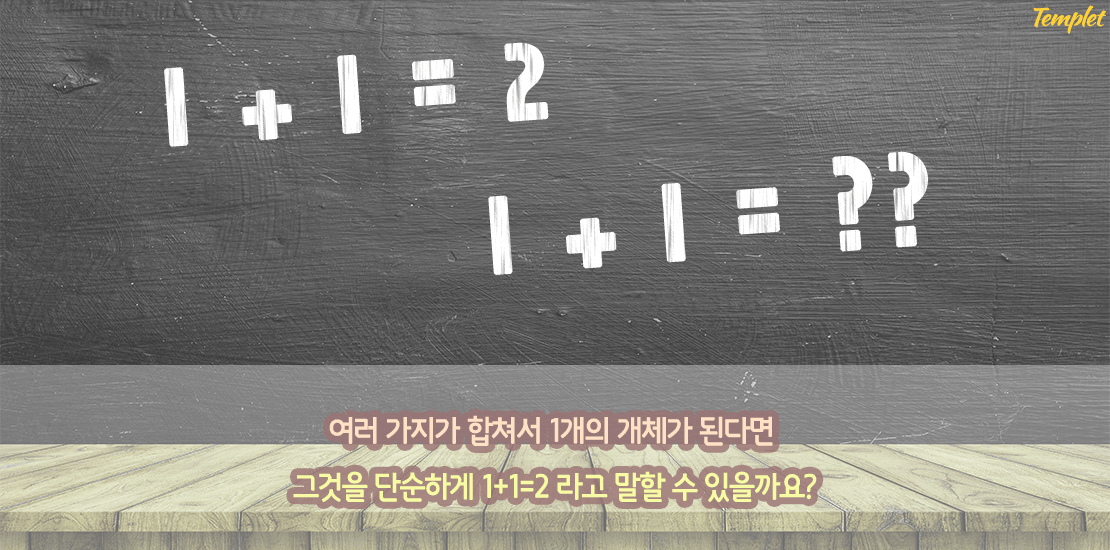 Templet
1 + 1 = 2
1 + 1 = ??
여러 가지가 합쳐서 1개의 개체가 된다면
그것을 단순하게 1+1=2 라고 말할 수 있을까요?